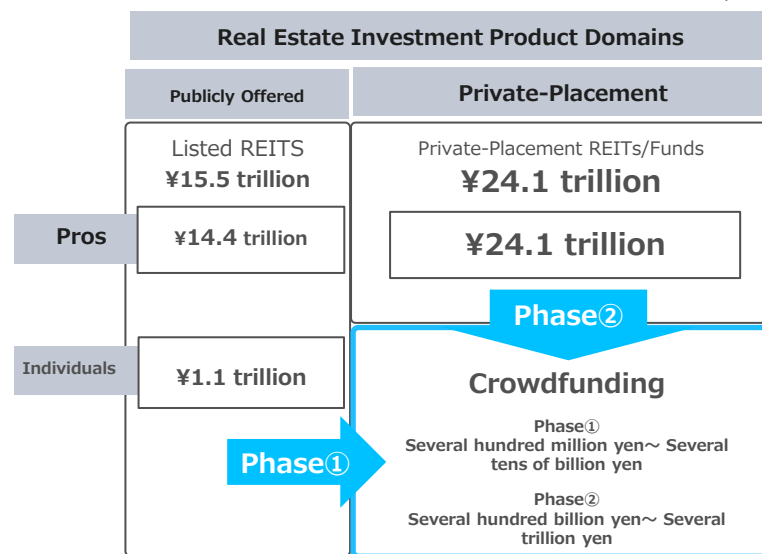 Real Estate Investment Product Domains
Publicly Offered
Private-Placement
Listed REITS
¥15.5 trillion
Private-Placement REITs/Funds
¥24.1 trillion
Pros
¥14.4 trillion
¥24.1 trillion
Phase②
Individuals
¥1.1 trillion
Crowdfunding
Phase①
Phase①
Several hundred million yen～ Several
tens of billion yen
Phase②
Several hundred billion yen～ Several
trillion yen